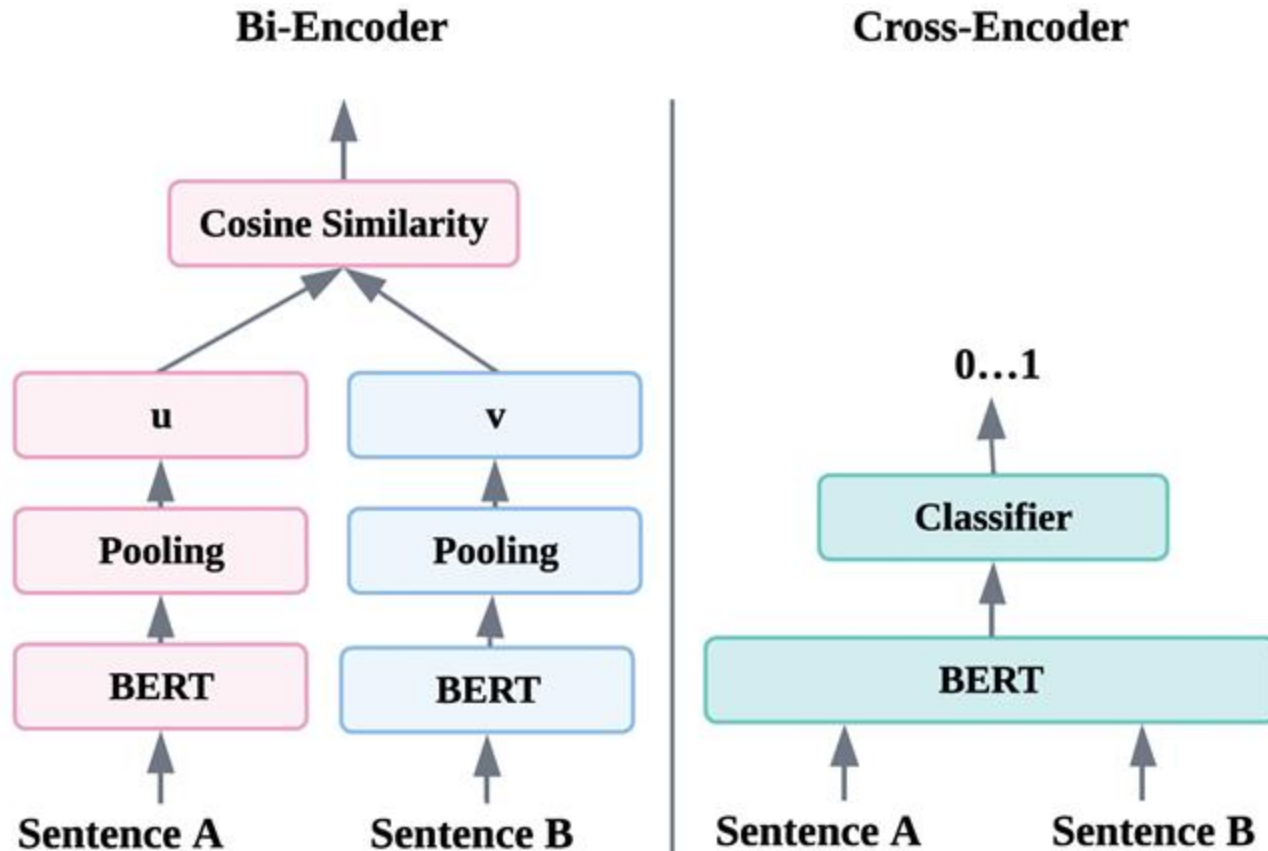 Bi-Encoder
Cosine Similarity
u
v
Pooling
Pooling
BERT
BERT
Sentence A
Sentence B
Cross-Encoder
0…1
Classifier
BERT
Sentence A
Sentence B